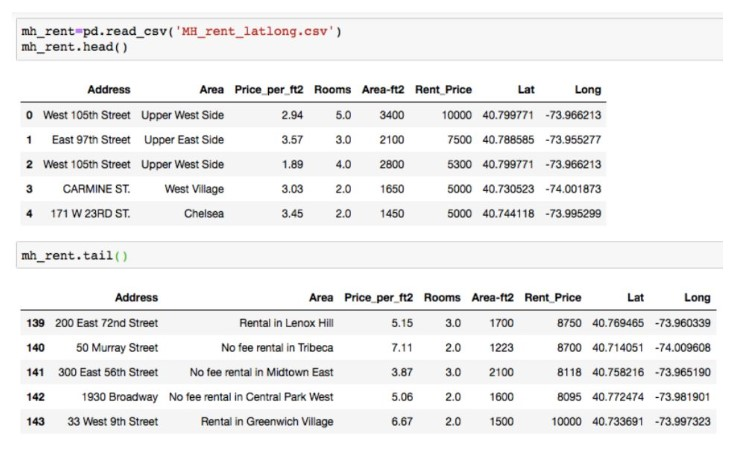 mh_rent=pd.read_csv('MH_rent_latlong.csv')
mh_rent.head()
Address Area Price_per_ft2 Rooms Area-ft2 Rent_Price Lat Long
0 West 105th Street Upper West Side 2.94 5.0 3400 10000 40.799771 -73.966213
1 East 97th Street Upper East Side 3.57 3.0 2100 7500 40.788585 -73.955277
2 West 105th Street Upper West Side 1.89 4.0 2800 5300 40.799771 -73.966213
3 CARMINE ST. West Village 3.03 2.0 1650 5000 40.730523 -74.001873
4 171 W 23RD ST. Chelsea 3.45 2.0 1450 5000 40.744118 -73.995299
mh_rent.tail()
Address Area Price_per_ft2 Rooms Area-ft2 Rent_Price Lat Long
139 200 East 72nd Street Rental in Lenox Hill 5.15 3.0 1700 8750 40.769465 -73.960339
140 50 Murray Street No fee rental in Tribeca 7.11 2.0 1223 8700 40.714051 -74.009608
141 300 East 56th Street No fee rental in Midtown East 3.87 3.0 2100 8118 40.758216 -73.965190
142 1930 Broadway No fee rental in Central Park West 5.06 2.0 1600 8095 40.772474 -73.981901
143 33 West 9th Street Rental in Greenwich Village 6.67 2.0 1500 10000 40.733691 -73.997323